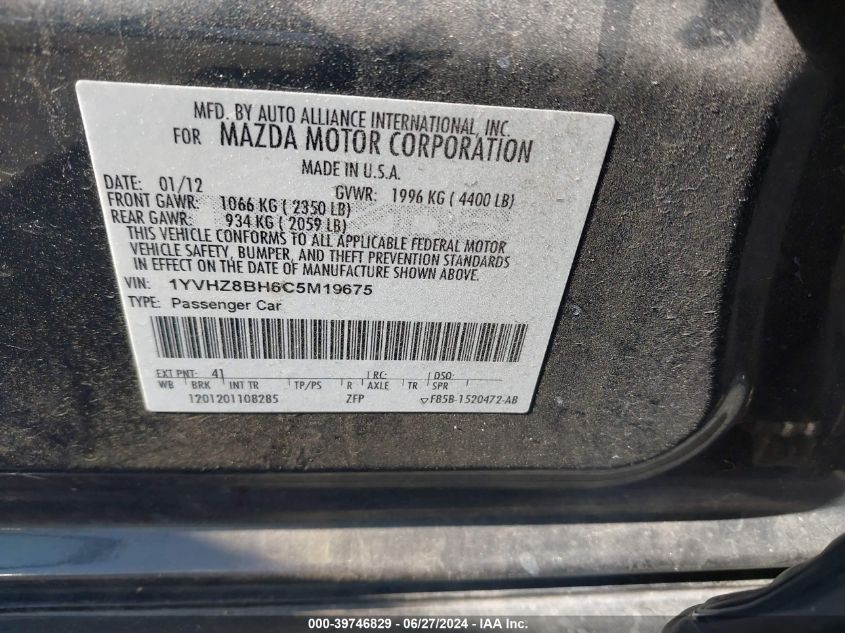 MFD. BY AUTO ALLIANCE INTERNATIONAL, INC.
FOR MAZDA MOTOR CORPORATION
MADE IN U.S.A.
DATE: 01/12 GVWR: 1996 KG ( 4400 LB)
FRONT GAWR: 1066 KG ( 2350 LB)
REAR GAWR: 934 KG ( 2059 LB)
THIS VEHICLE CONFORMS TO ALL APPLICABLE FEDERAL MOTOR
VEHICLE SAFETY, BUMPER, AND THEFT PREVENTION STANDARDS
IN EFFECT ON THE DATE OF MANUFACTURE SHOWN ABOVE.
VIN: 1YVHZ8BH6C5M19675
TYPE: Passenger Car
EXT PNT: 41 RC: DSO:
WB BRK INT TR TP/PS R AXLE TR SPR
1201201108285 ZFP F85B-1520472-AB
000-39746829 - 06/27/2024 - IAA Inc.